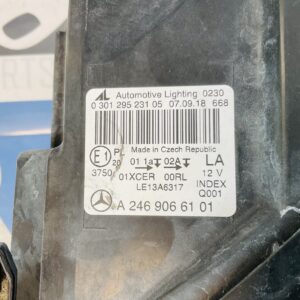 AL Automotive Lighting 0230
0 301 295 231 05 07.09.18 668
Made in Czech Republic
E1 PL 01 1a 02A LA
20 12 V
3750 01XCER 00RL INDEX
LE13A6317 Q001
A 246 906 61 01